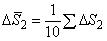 ΔS̄₂ = 1/10 ∑ ΔS₂